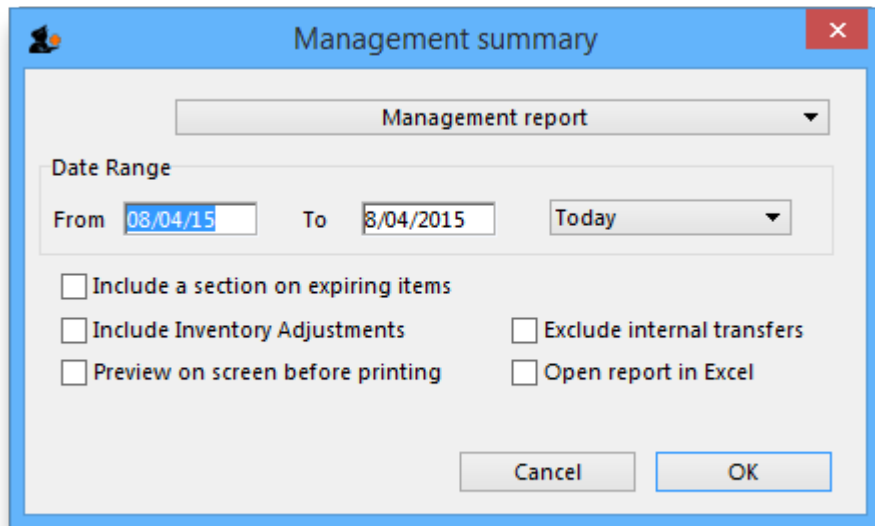 Management summary
Management report
Date Range
From 08/04/15 To 8/04/2015 Today
Include a section on expiring items
Include Inventory Adjustments Exclude internal transfers
Preview on screen before printing Open report in Excel
Cancel OK